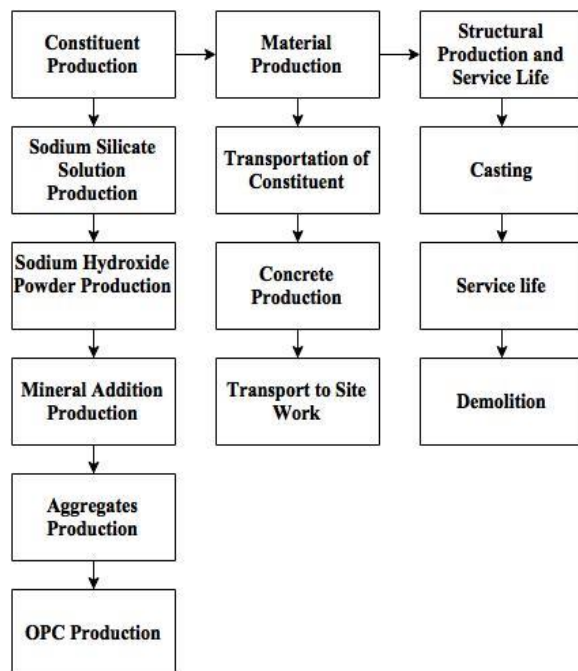 Constituent
Production
Material
Production
Structural
Production and
Service Life
Sodium Silicate
Solution
Production
Transportation of
Constituent
Casting
Sodium Hydroxide
Powder Production
Concrete
Production
Service life
Mineral Addition
Production
Transport to Site
Work
Demolition
Aggregates
Production
OPC Production